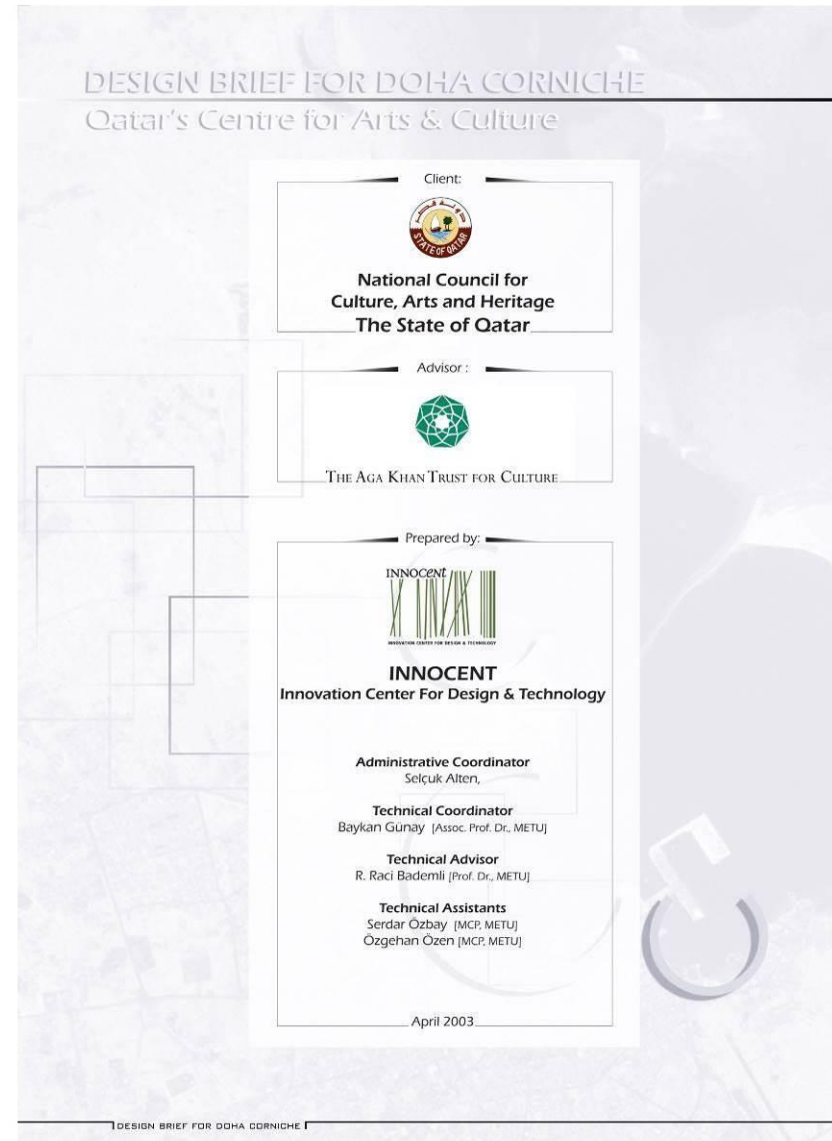 DESIGN BRIEF FOR DOHA CORNICHE
Qatar's Centre for Arts & Culture
Client:
دولة قطر
STATE OF QATAR
National Council for
Culture, Arts and Heritage
The State of Qatar
Advisor :
THE AGA KHAN TRUST FOR CULTURE
Prepared by:
INNOCENT
INNOVATION CENTER FOR DESIGN & TECHNOLOGY
INNOCENT
Innovation Center For Design & Technology
Administrative Coordinator
Selçuk Alten,
Technical Coordinator
Baykan Günay [Assoc. Prof. Dr., METU]
Technical Advisor
R. Raci Bademli [Prof. Dr., METU]
Technical Assistants
Serdar Özbay [MCP, METU]
Özgehan Özen [MCP, METU]
April 2003
DESIGN BRIEF FOR DOHA CORNICHE